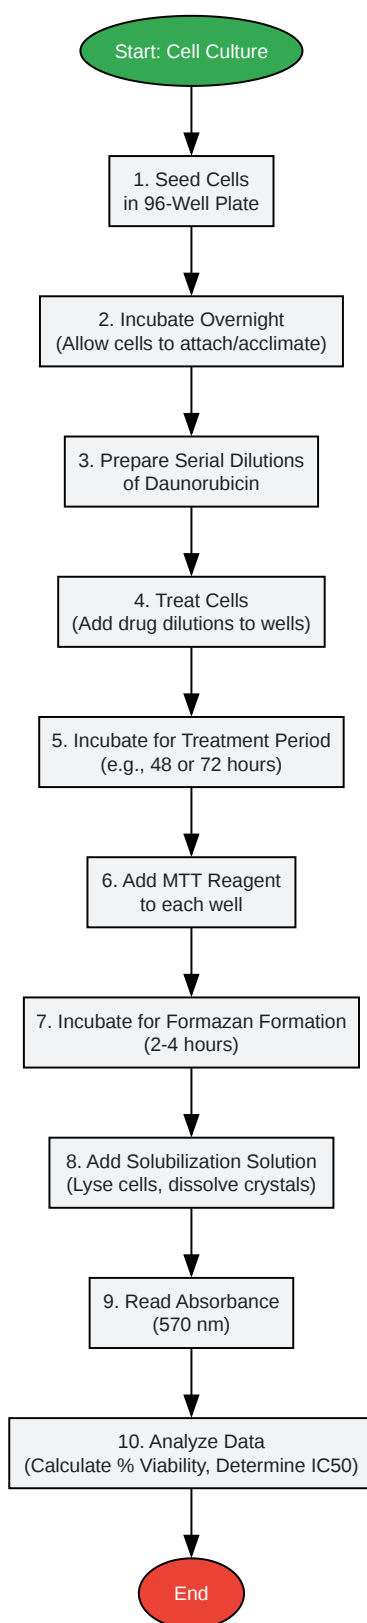 Start: Cell Culture
1. Seed Cells
in 96-Well Plate
2. Incubate Overnight
(Allow cells to attach/acclimate)
3. Prepare Serial Dilutions
of Daunorubicin
4. Treat Cells
(Add drug dilutions to wells)
5. Incubate for Treatment Period
(e.g., 48 or 72 hours)
6. Add MTT Reagent
to each well
7. Incubate for Formazan Formation
(2-4 hours)
8. Add Solubilization Solution
(Lyse cells, dissolve crystals)
9. Read Absorbance
(570 nm)
10. Analyze Data
(Calculate % Viability, Determine IC50)
End